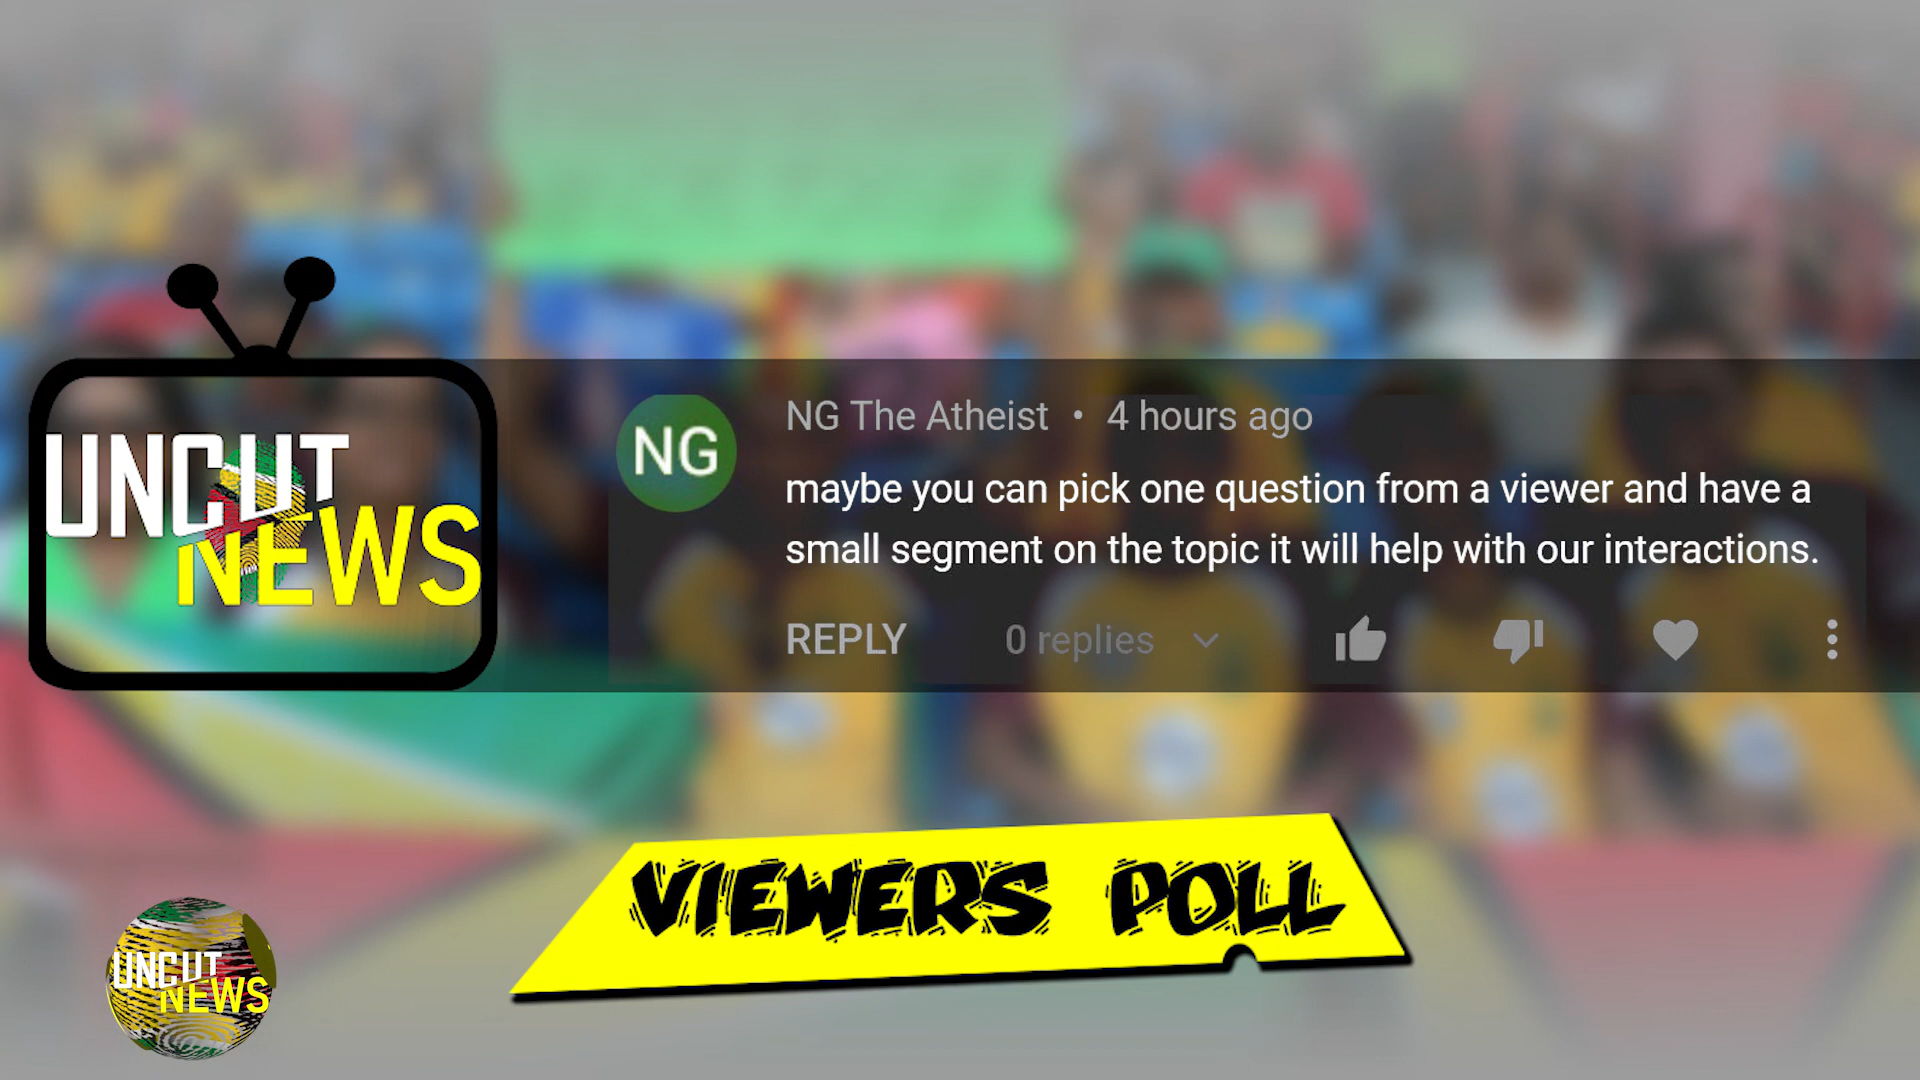 UNCUT
NEWS
NG
NG The Atheist • 4 hours ago
maybe you can pick one question from a viewer and have a
small segment on the topic it will help with our interactions.
REPLY 0 replies
VIEWERS POLL
UNCUT
NEWS